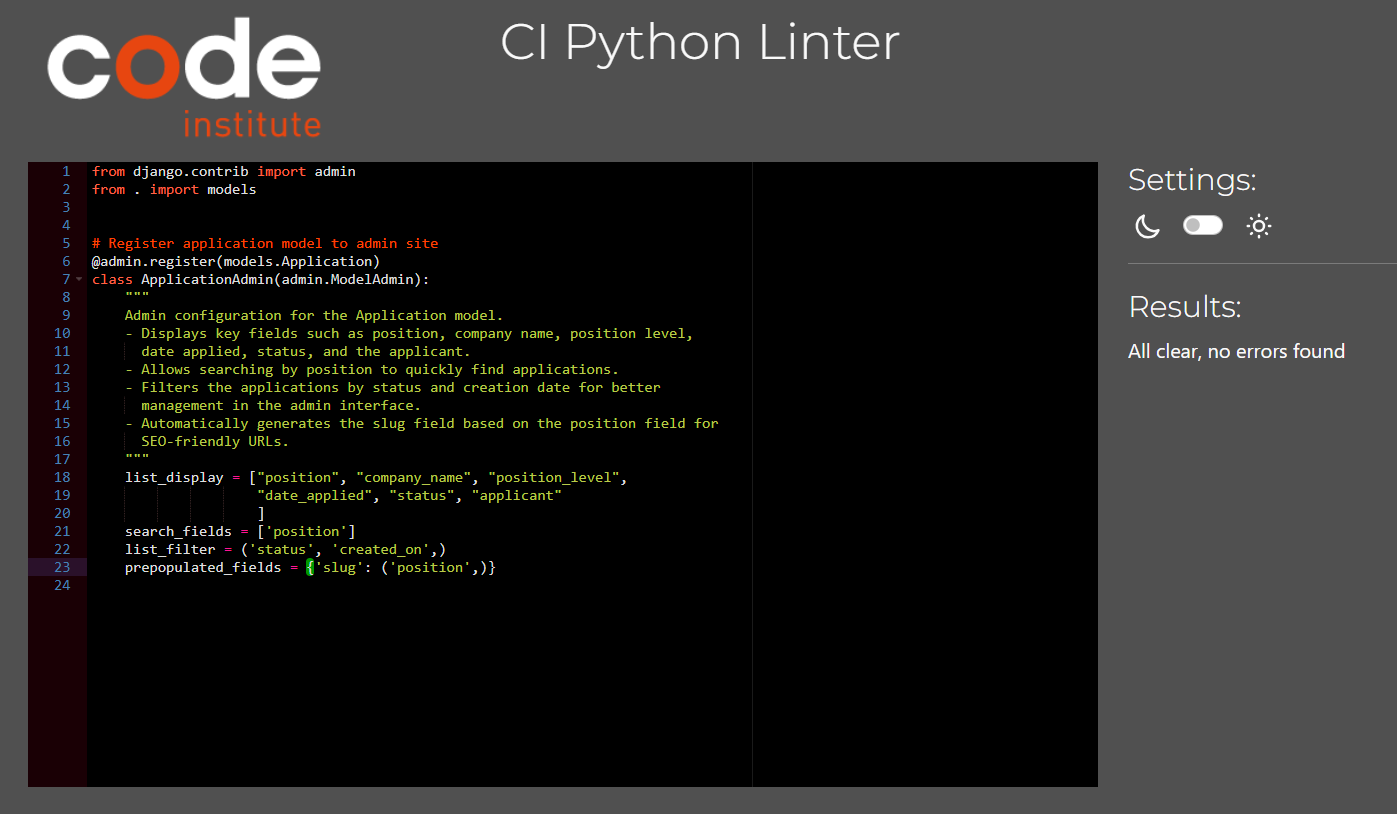 code
institute
CI Python Linter
1 from django.contrib import admin
2 from . import models
3
4
5 # Register application model to admin site
6 @admin.register(models.Application)
7 class ApplicationAdmin(admin.ModelAdmin):
8     """
9     Admin configuration for the Application model.
10     - Displays key fields such as position, company name, position level,
11       date applied, status, and the applicant.
12     - Allows searching by position to quickly find applications.
13     - Filters the applications by status and creation date for better
14       management in the admin interface.
15     - Automatically generates the slug field based on the position field for
16       SEO-friendly URLs.
17     """
18     list_display = ["position", "company_name", "position_level",
19                     "date_applied", "status", "applicant"
20                     ]
21     search_fields = ['position']
22     list_filter = ('status', 'created_on',)
23     prepopulated_fields = {'slug': ('position',)}
24
Settings:
Results:
All clear, no errors found